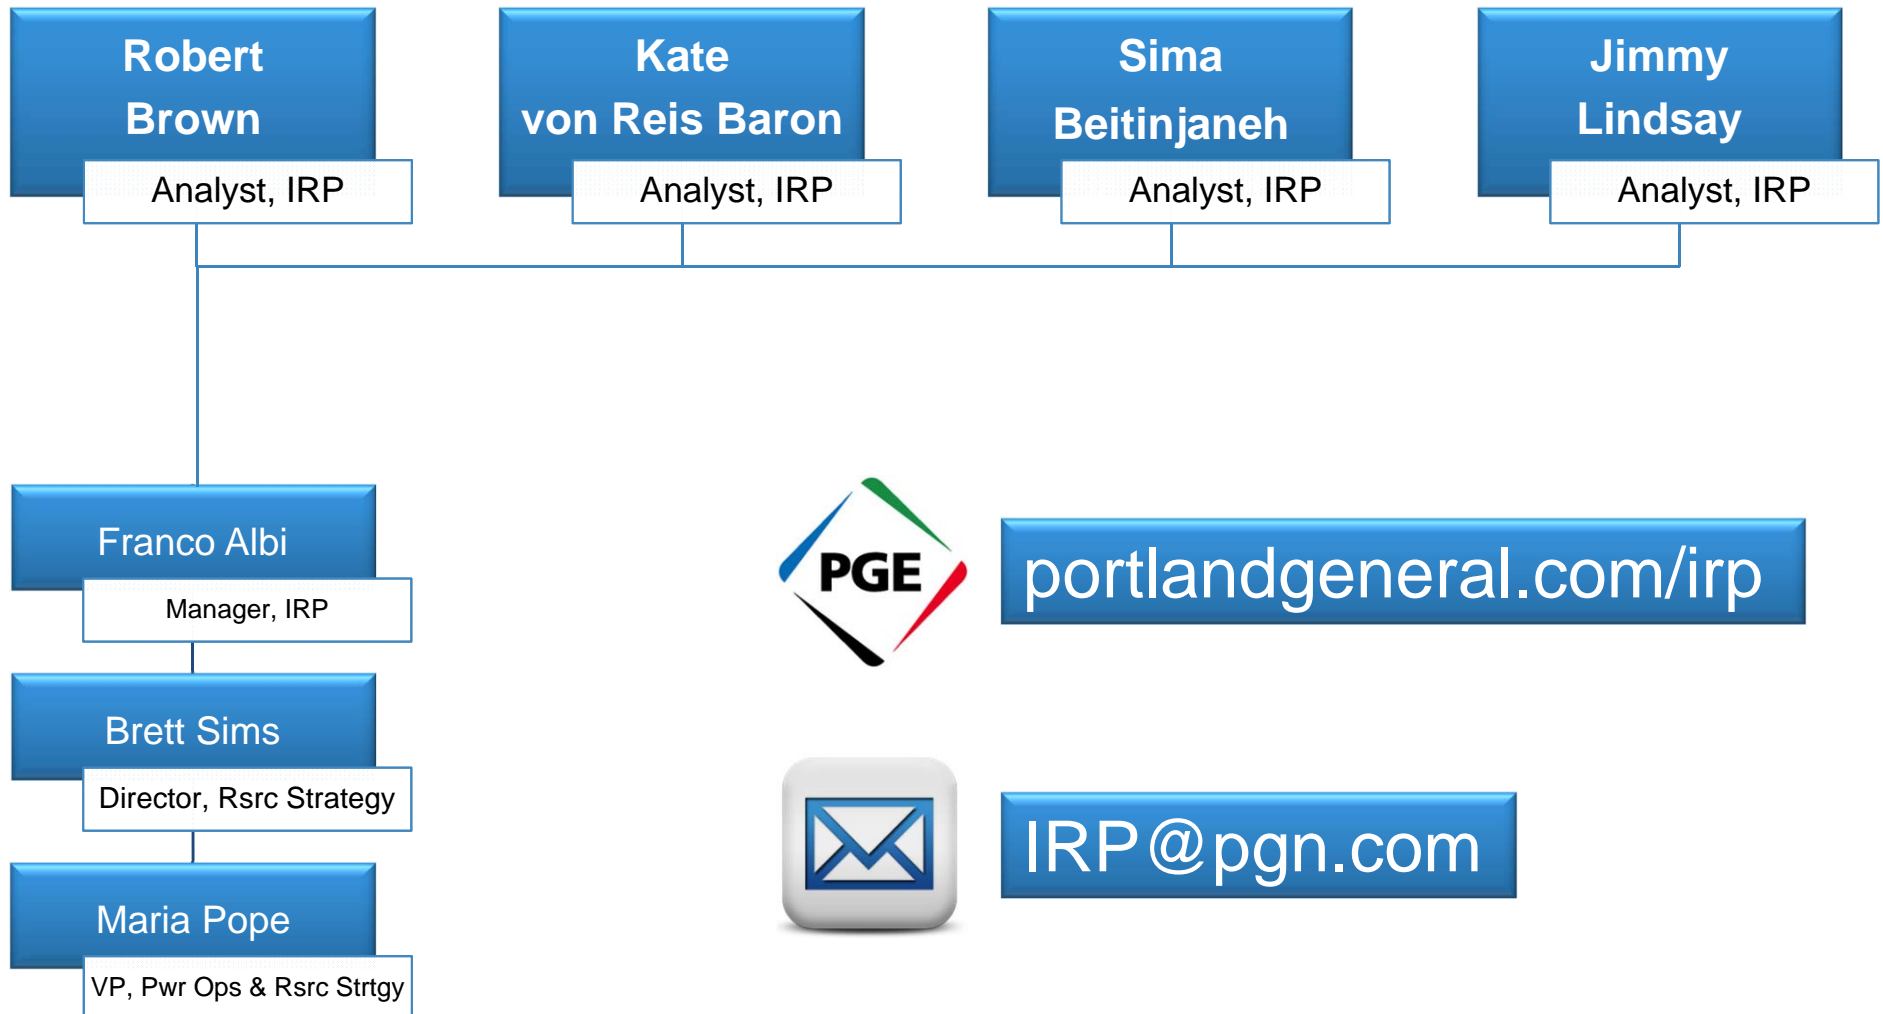 Robert
Brown
Analyst, IRP
Kate
von Reis Baron
Analyst, IRP
Sima
Beitinjaneh
Analyst, IRP
Jimmy
Lindsay
Analyst, IRP
Franco Albi
Manager, IRP
Brett Sims
Director, Rsrc Strategy
Maria Pope
VP, Pwr Ops & Rsrc Strtgy
PGE
portlandgeneral.com/irp
IRP@pgn.com